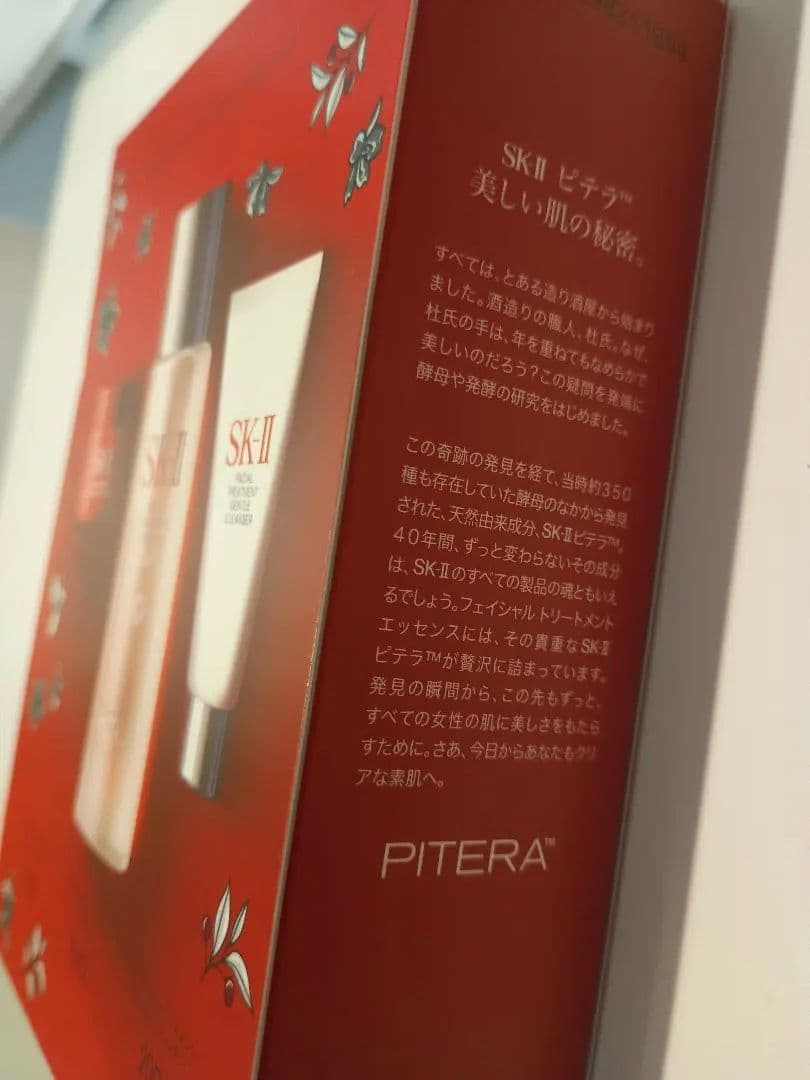 SK-II
SK-II
FACIAL
TREATMENT
GENTLE
CLEANSER
SK-II ピテラ™
美しい肌の秘密。
すべては、とある造り酒屋から始まり
ました。酒造りの職人、杜氏。なぜ、
杜氏の手は、年を重ねてもなめらかで
美しいのだろう?この疑問を発端に
酵母や発酵の研究をはじめました。
この奇跡の発見を経て、当時約350
種も存在していた酵母のなかから発見
された、天然由来成分、SK-IIピテラ™。
40年間、ずっと変わらないその成分
は、SK-IIのすべての製品の魂ともいえ
るでしょう。フェイシャル トリートメント
エッセンスには、その貴重なSK-II
ピテラ™が贅沢に詰まっています。
発見の瞬間から、この先もずっと、
すべての女性の肌に美しさをもたら
すために。さあ、今日からあなたもクリ
アな素肌へ。
PITERA™